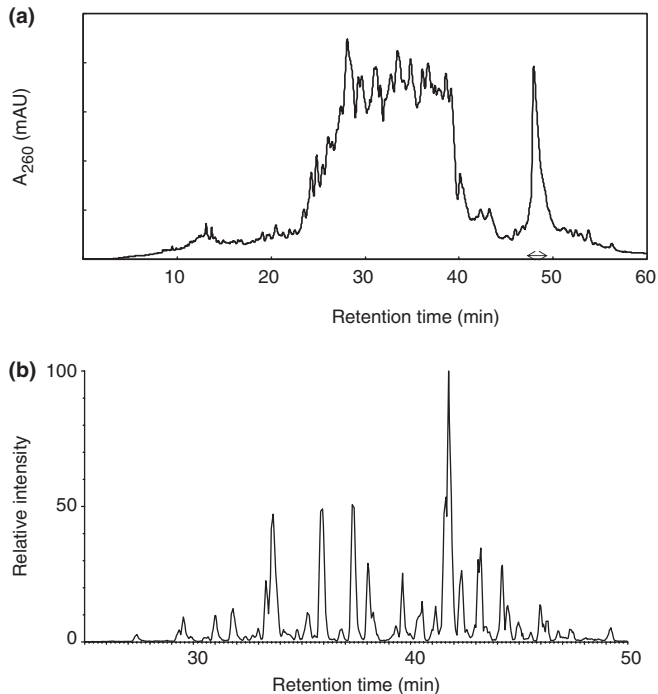 (a)
A260 (mAU)
10 20 30 40 50 60
Retention time (min)
(b)
100
50
0
Relative intensity
30 40 50
Retention time (min)